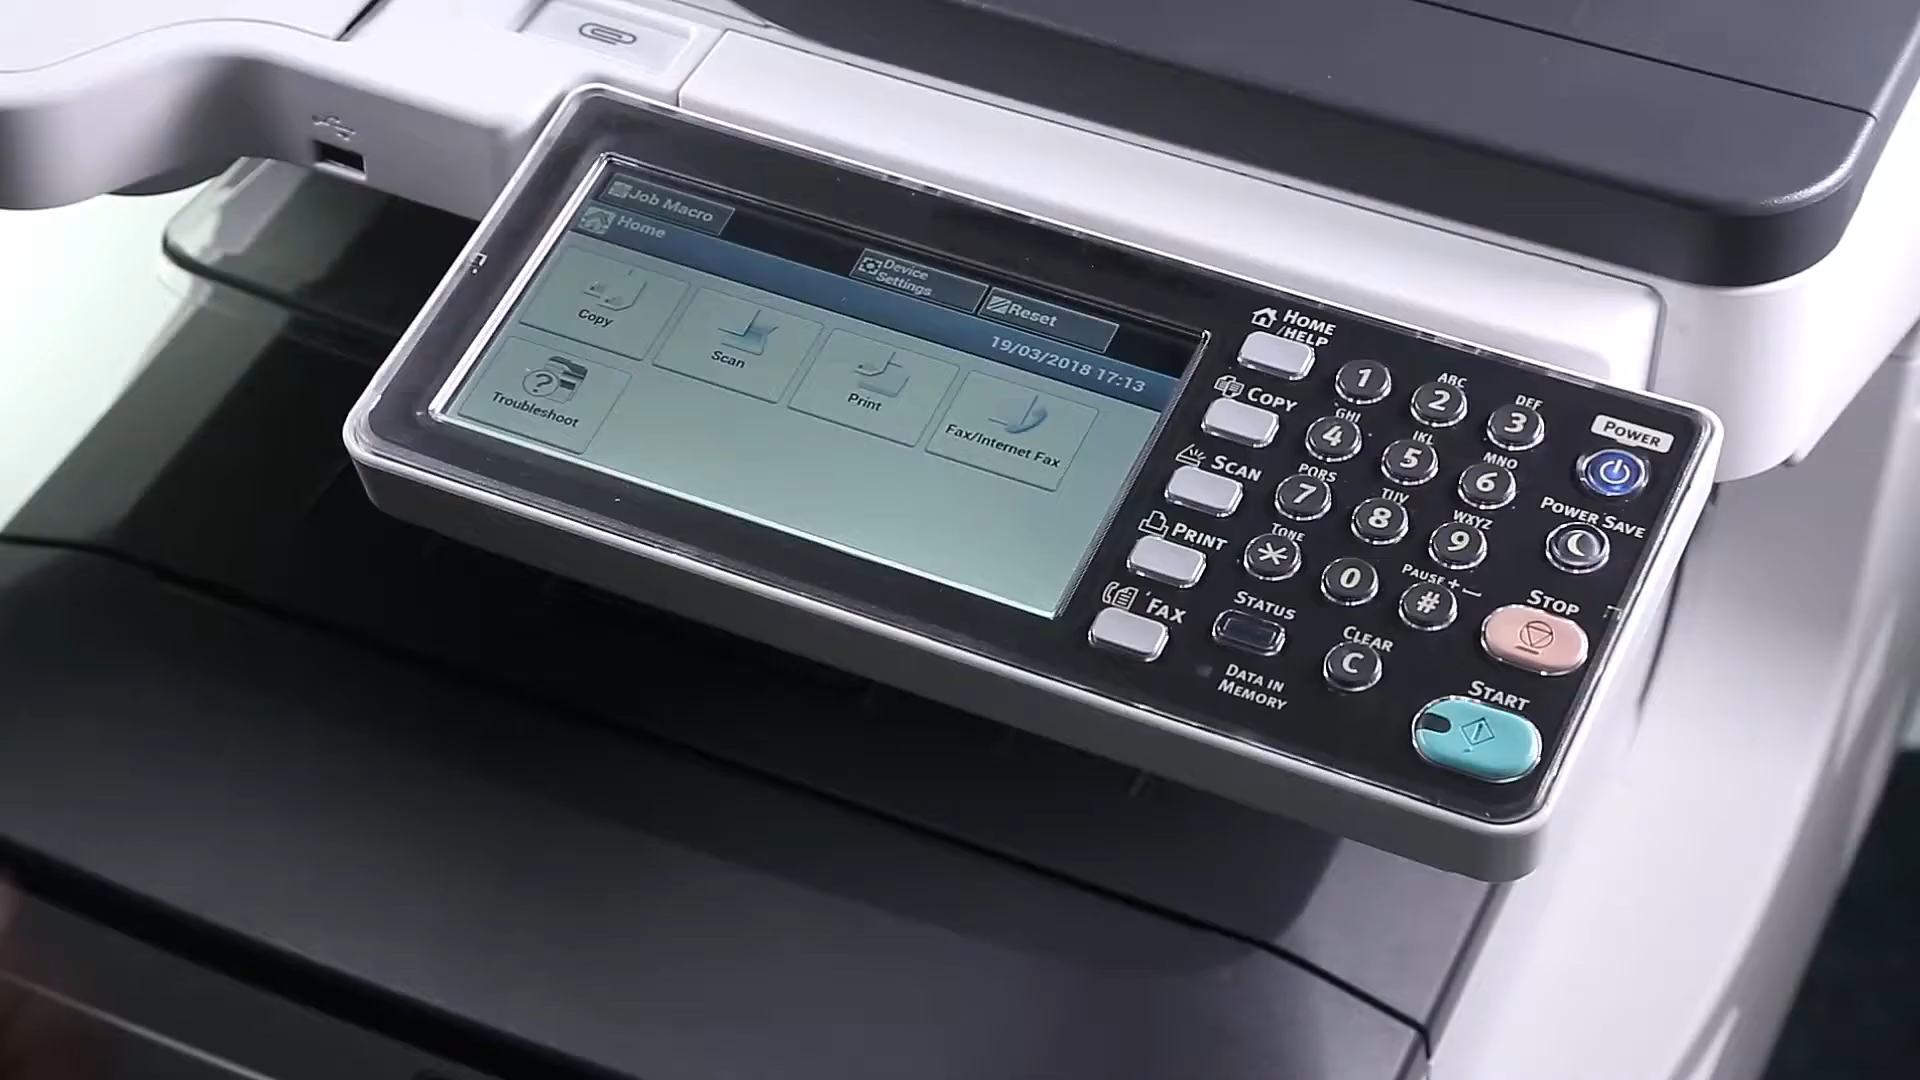 Job Macro
Home
Device
Settings
Reset
19/03/2018 17:13
Copy
Scan
Print
Fax/Internet Fax
Troubleshoot
HOME
/HELP
COPY
SCAN
PRINT
FAX
1
ABC
2
DEF
3
GHI
4
JKL
5
MNO
6
PQRS
7
TUV
8
WXYZ
9
TONE
*
0
PAUSE + -
#
STATUS
DATA IN
MEMORY
CLEAR
C
POWER
POWER SAVE
STOP
START